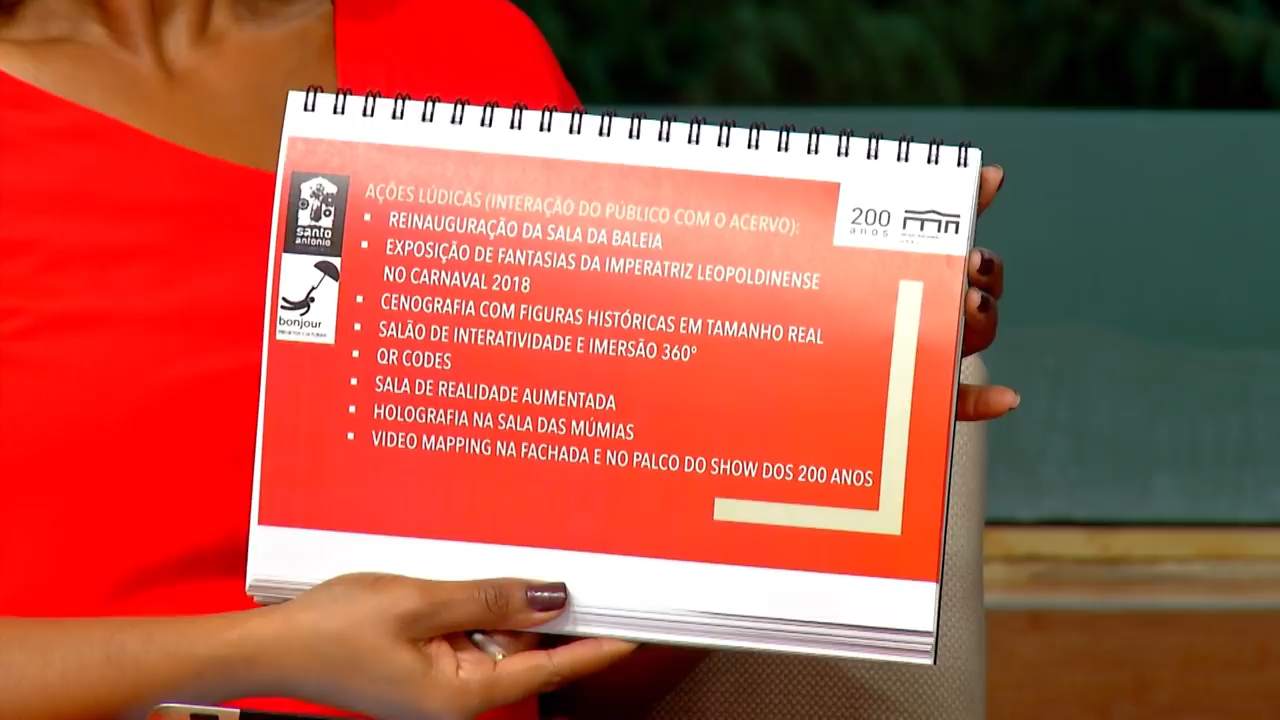 AÇÕES LÚDICAS (INTERAÇÃO DO PÚBLICO COM O ACERVO):
▪ REINAUGURAÇÃO DA SALA DA BALEIA
▪ EXPOSIÇÃO DE FANTASIAS DA IMPERATRIZ LEOPOLDINENSE
NO CARNAVAL 2018
▪ CENOGRAFIA COM FIGURAS HISTÓRICAS EM TAMANHO REAL
▪ SALÃO DE INTERATIVIDADE E IMERSÃO 360º
▪ QR CODES
▪ SALA DE REALIDADE AUMENTADA
▪ HOLOGRAFIA NA SALA DAS MÚMIAS
▪ VIDEO MAPPING NA FACHADA E NO PALCO DO SHOW DOS 200 ANOS
santo
antonio
bonjour
200
anos